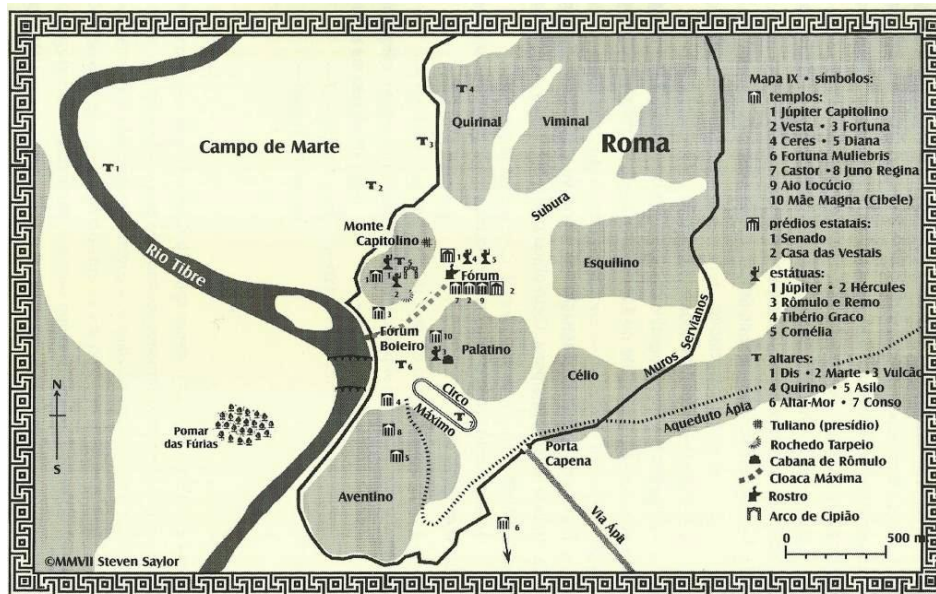 Campo de Marte
Quirinal
Viminal
Roma
Subura
Monte
Capitolino
Rio Tibre
Fórum
Esquilino
Fórum
Boleiro
Palatino
Circo
Máximo
Célio
Muros Servianos
Aqueduto Ápia
N
S
Pomar
das Fúrias
Aventino
Porta
Capena
Via Ápia
©MMVII Steven Saylor
Mapa IX • símbolos:
templos:
1 Júpiter Capitolino
2 Vesta • 3 Fortuna
4 Ceres • 5 Diana
6 Fortuna Muliebris
7 Castor • 8 Juno Regina
9 Aio Locúcio
10 Mãe Magna (Cibele)
prédios estatais:
1 Senado
2 Casa das Vestais
estátuas:
1 Júpiter • 2 Hércules
3 Rômulo e Remo
4 Tibério Graco
5 Cornélia
altares:
1 Dis • 2 Marte • 3 Vulcão
4 Quirino • 5 Asilo
6 Altar-Mor • 7 Conso
Tuliano (presídio)
Rochedo Tarpeio
Cabana de Rômulo
Cloaca Máxima
Rostro
Arco de Cipião
0 500 m